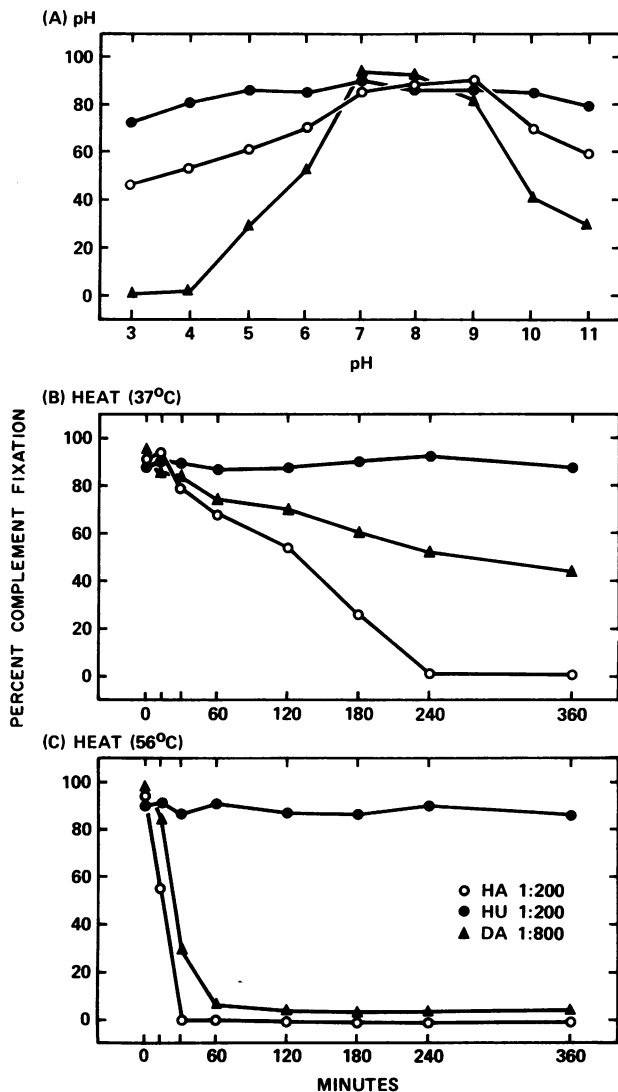 (A) pH
100
80
60
40
20
0
3 4 5 6 7 8 9 10 11
pH
PERCENT COMPLEMENT FIXATION
(B) HEAT (37°C)
100
80
60
40
20
0
0 60 120 180 240 360
(C) HEAT (56°C)
100
80
60
40
20
0
HA 1:200
HU 1:200
DA 1:800
0 60 120 180 240 360
MINUTES